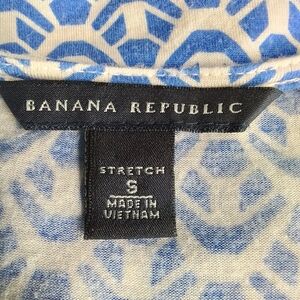 BANANA REPUBLIC
STRETCH
S
MADE IN
VIETNAM